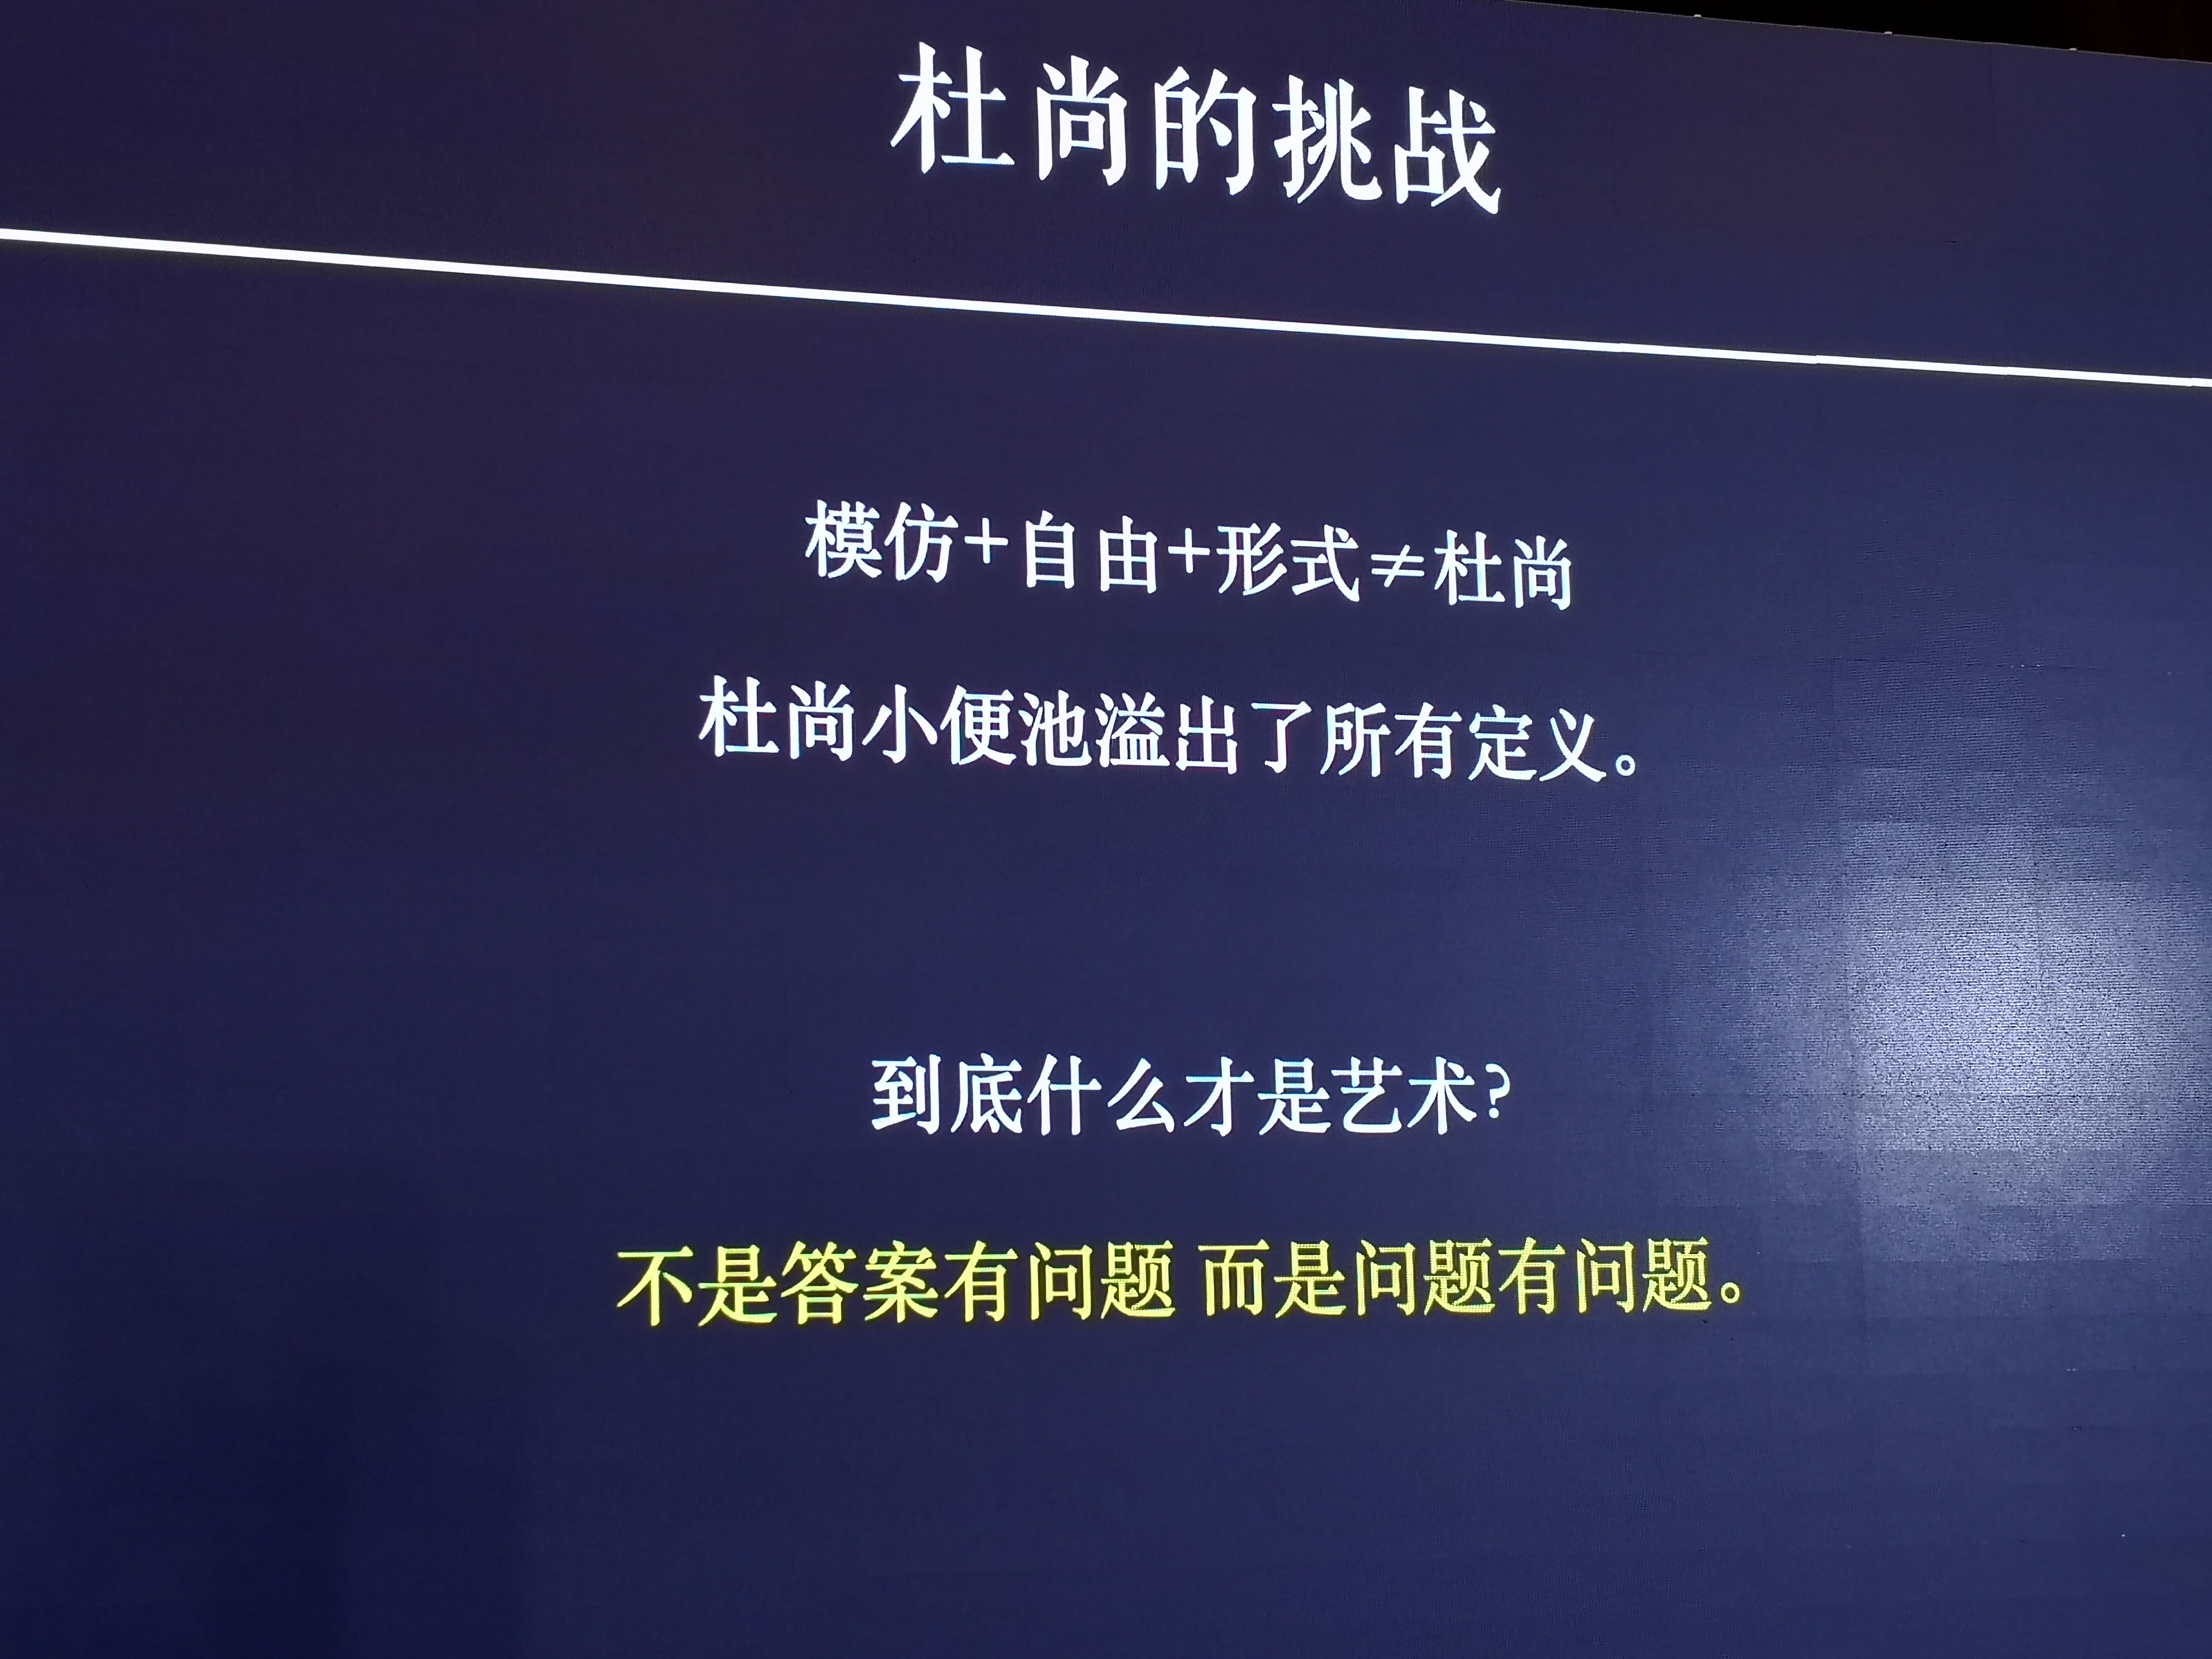 杜尚的挑战
模仿+自由+形式≠杜尚
杜尚小便池溢出了所有定义。
到底什么才是艺术?
不是答案有问题 而是问题有问题。